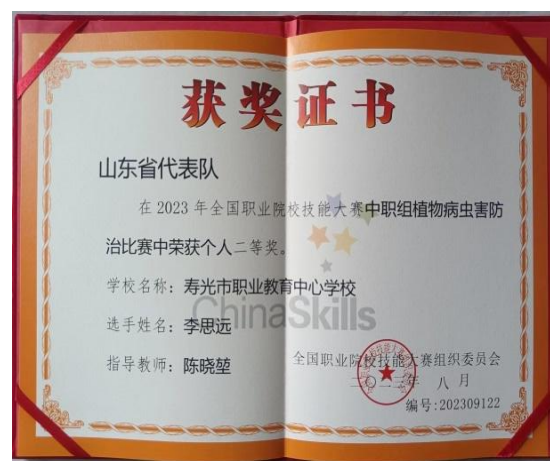 获奖证书
山东省代表队
在2023年全国职业院校技能大赛中职组植物病虫害防
治比赛中荣获个人二等奖。
ChinaSkills
学校名称：寿光市职业教育中心学校
选手姓名：李思远
指导教师：陈晓堃
全国职业院校技能大赛组织委员会
二〇二三年 八 月
编号:202309122